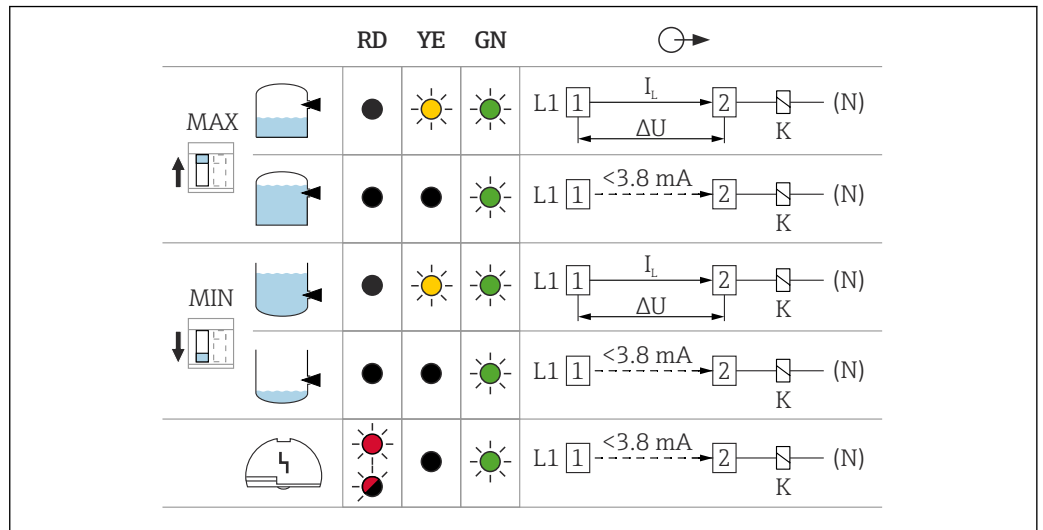 RD YE GN
MAX
L1 1 I_L 2 (N)
ΔU K
L1 1 <3.8 mA 2 (N)
K
MIN
L1 1 I_L 2 (N)
ΔU K
L1 1 <3.8 mA 2 (N)
K
L1 1 <3.8 mA 2 (N)
K